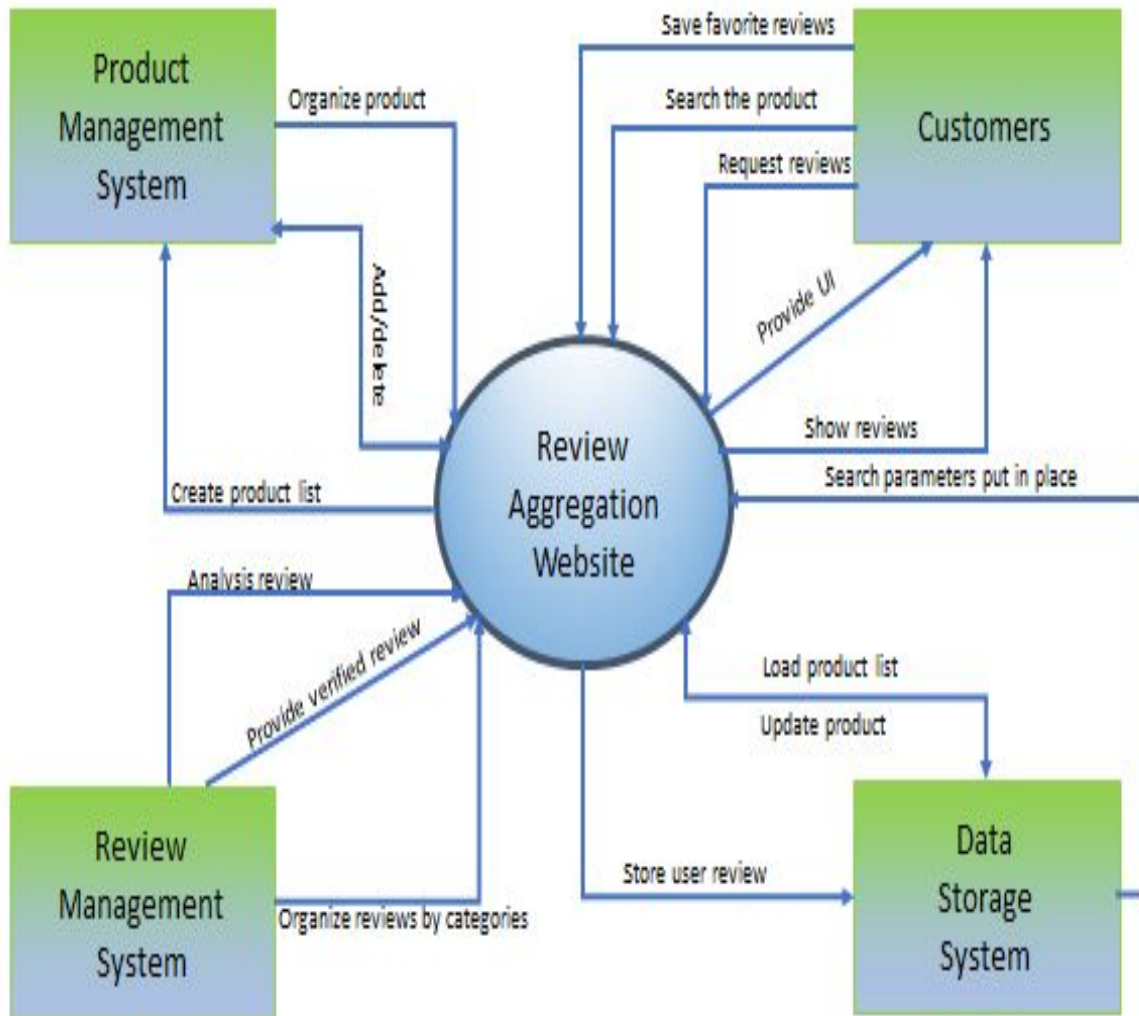 Save favorite reviews
Product
Management
System
Organize product
Search the product
Customers
Request reviews
Add/delete
Provide UI
Review
Aggregation
Website
Show reviews
Search parameters put in place
Create product list
Analysis review
Provide verified review
Load product list
Update product
Review
Management
System
Organize reviews by categories
Store user review
Data
Storage
System